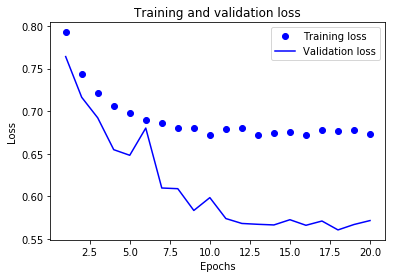 Training and validation loss
0.80
0.75
0.70
0.65
0.60
0.55
Loss
Training loss
Validation loss
2.5 5.0 7.5 10.0 12.5 15.0 17.5 20.0
Epochs